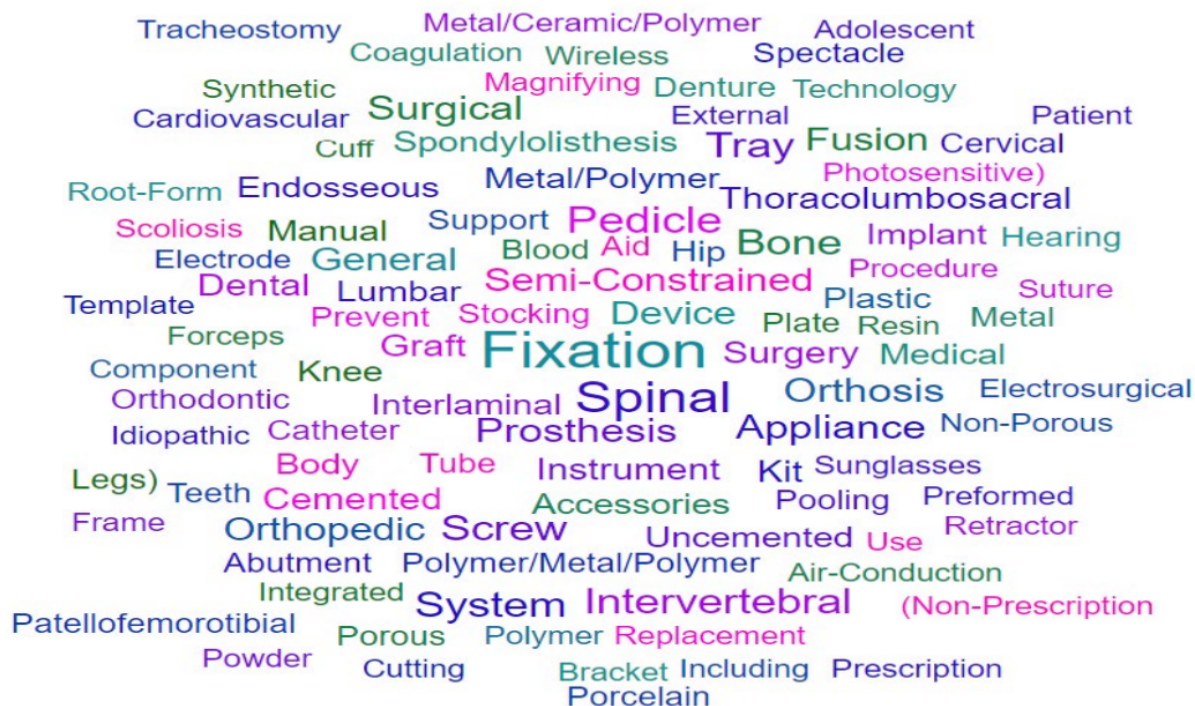 Tracheostomy Metal/Ceramic/Polymer Adolescent
Coagulation Wireless Spectacle
Synthetic Magnifying Denture Technology
Cardiovascular Surgical External Patient
Cuff Spondylolisthesis Tray Fusion Cervical
Root-Form Endosseous Metal/Polymer Photosensitive)
Thoracolumbosacral
Scoliosis Manual Support Pedicle Bone Implant Hearing
Electrode General Blood Aid Hip Procedure
Dental Lumbar Semi-Constrained Plastic Suture
Template Prevent Stocking Device Plate Resin Metal
Forceps Graft Fixation Surgery Medical
Component Knee
Orthodontic Interlaminal Spinal Orthosis Electrosurgical
Idiopathic Catheter Prosthesis Appliance Non-Porous
Body Tube Instrument Kit Sunglasses
Legs) Teeth Cemented Accessories Pooling Preformed
Frame Orthopedic Screw Uncemented Use Retractor
Abutment Polymer/Metal/Polymer Air-Conduction
Integrated System Intervertebral (Non-Prescription
Patellofemorotibial Porous Polymer Replacement
Powder Cutting Bracket Including Prescription
Porcelain